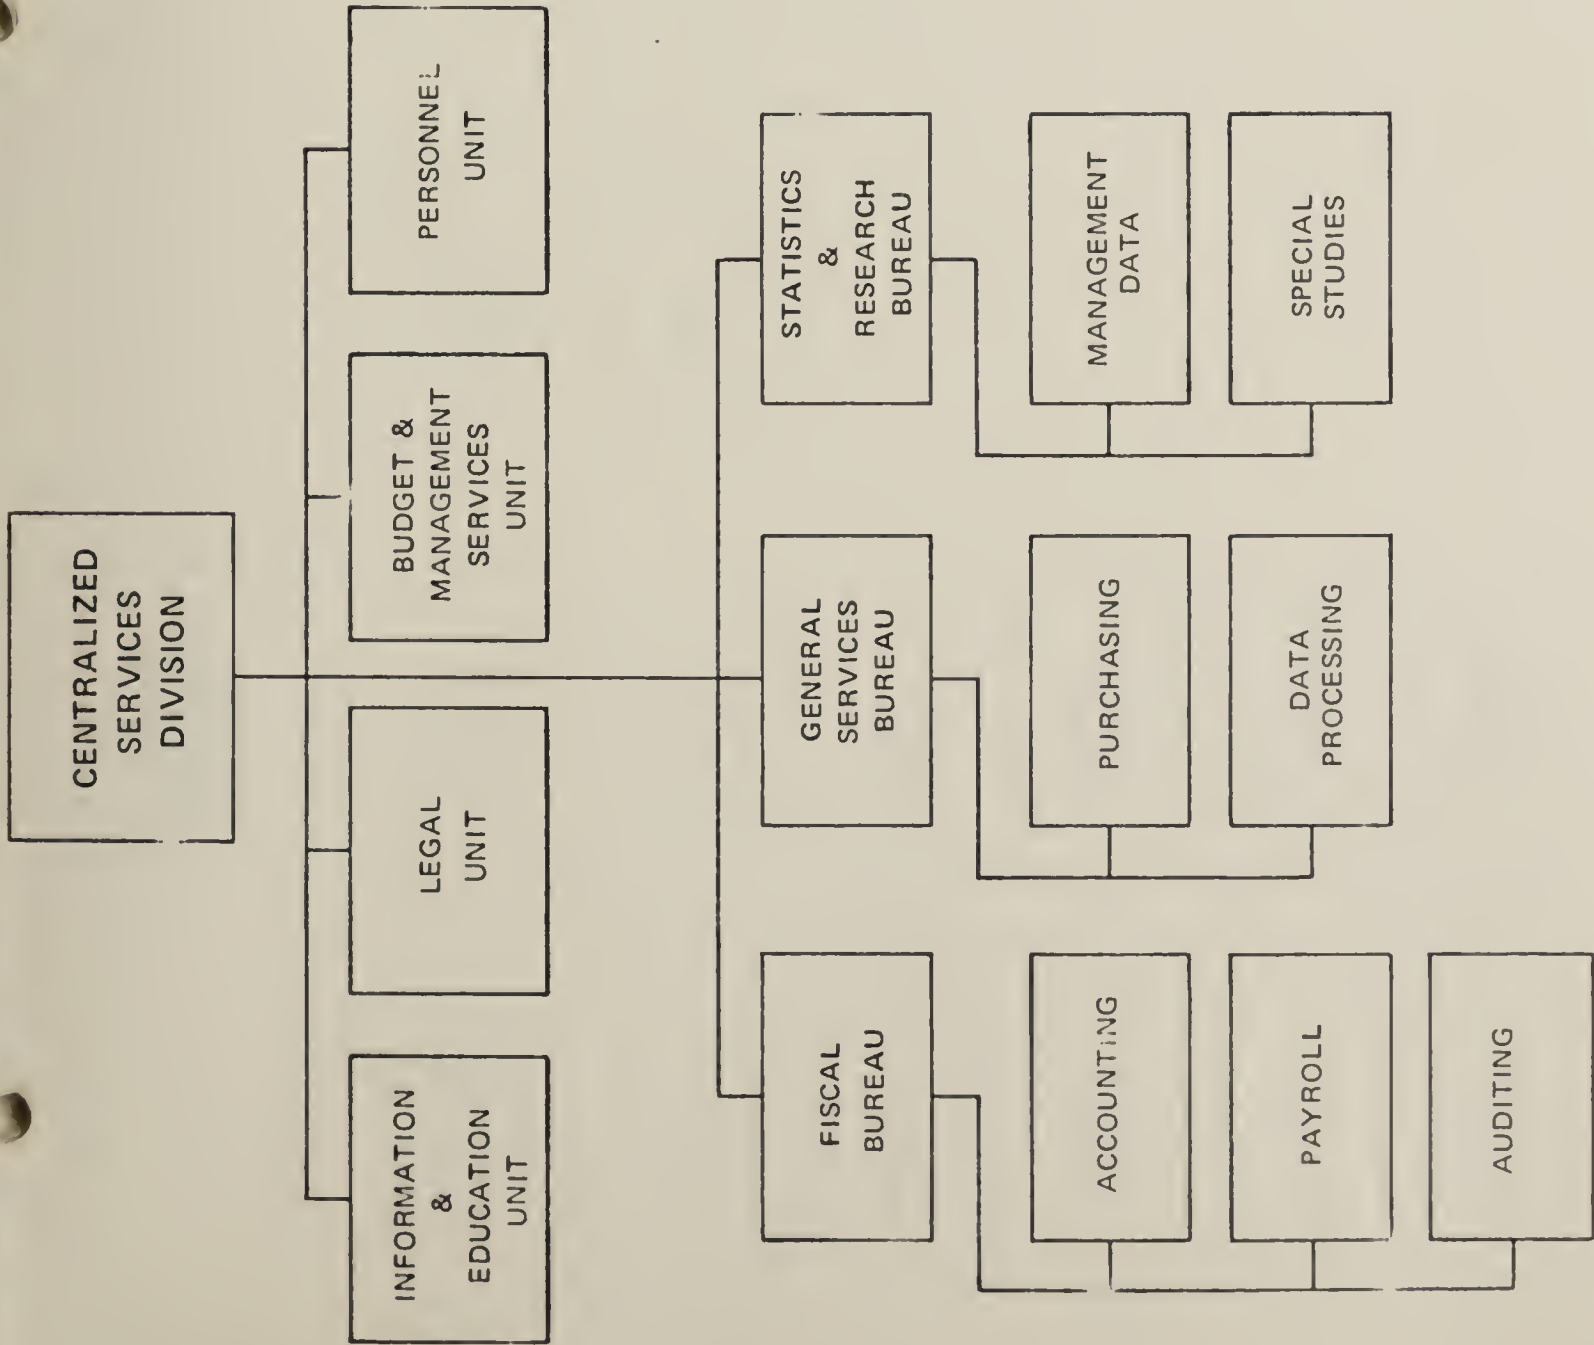 CENTRALIZED
SERVICES
DIVISION
INFORMATION
&
EDUCATION
UNIT
LEGAL
UNIT
BUDGET &
MANAGEMENT
SERVICES
UNIT
PERSONNEL
UNIT
FISCAL
BUREAU
GENERAL
SERVICES
BUREAU
STATISTICS
&
RESEARCH
BUREAU
ACCOUNTING
PAYROLL
AUDITING
PURCHASING
DATA
PROCESSING
MANAGEMENT
DATA
SPECIAL
STUDIES